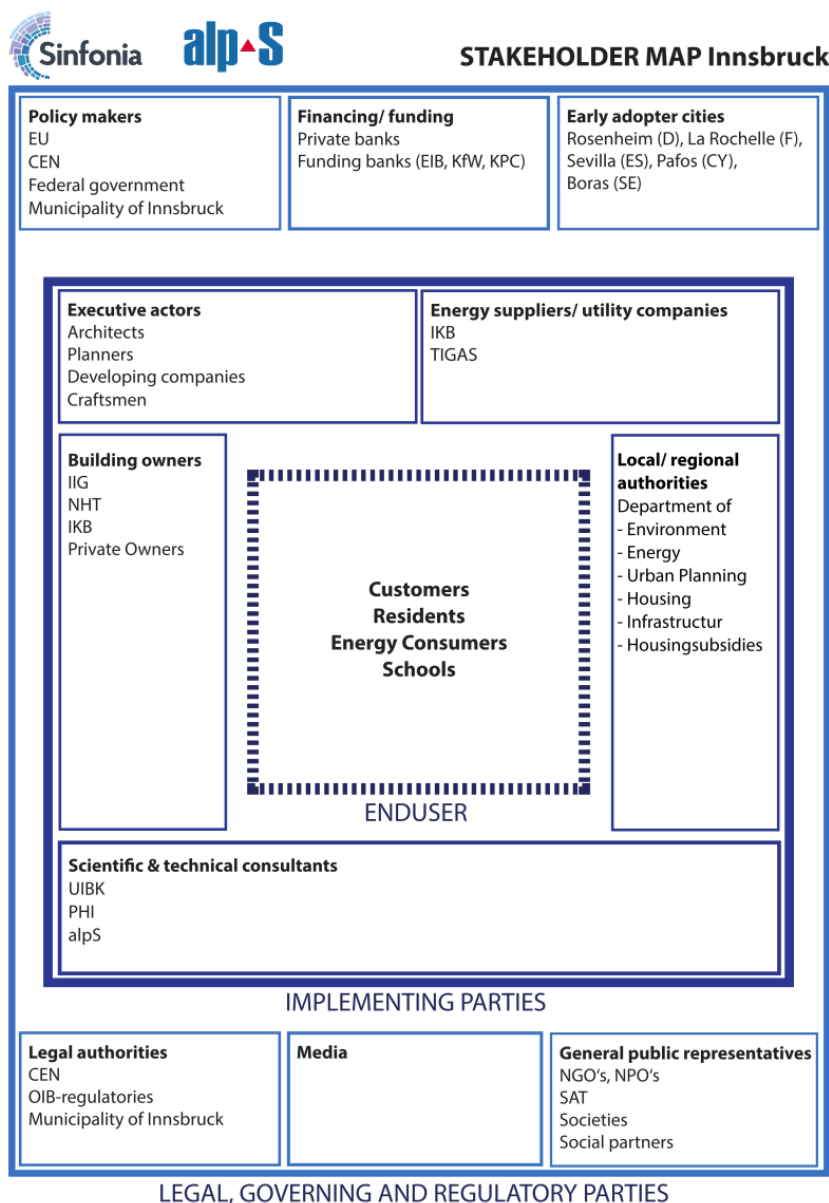 Sinfonia
alpS
STAKEHOLDER MAP Innsbruck
Policy makers
EU
CEN
Federal government
Municipality of Innsbruck
Financing/ funding
Private banks
Funding banks (EIB, KfW, KPC)
Early adopter cities
Rosenheim (D), La Rochelle (F),
Sevilla (ES), Pafos (CY),
Boras (SE)
Executive actors
Architects
Planners
Developing companies
Craftsmen
Energy suppliers/ utility companies
IKB
TIGAS
Building owners
IIG
NHT
IKB
Private Owners
Customers
Residents
Energy Consumers
Schools
ENDUSER
Local/ regional
authorities
Department of
- Environment
- Energy
- Urban Planning
- Housing
- Infrastructur
- Housingsubsidies
Scientific & technical consultants
UIBK
PHI
alpS
IMPLEMENTING PARTIES
Legal authorities
CEN
OIB-regulatories
Municipality of Innsbruck
Media
General public representatives
NGO‘s, NPO‘s
SAT
Societies
Social partners
LEGAL, GOVERNING AND REGULATORY PARTIES